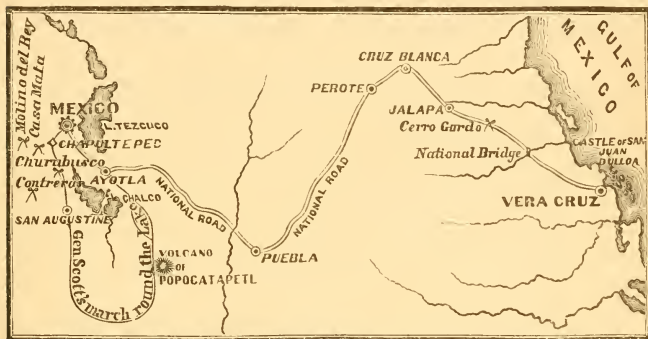 Molino del Rey
Casa Mata
MEXICO
L. TEZCUCO
CHAPULTEPEC
Churubusco
Contreras
AYOTLA
CHALCO
SAN AUGUSTINE
Gen Scott's march round the Lake
VOLCANO
OF
POPOCATAPETL
NATIONAL ROAD
PUEBLA
NATIONAL ROAD
PEROTE
CRUZ BLANCA
JALAPA
Cerro Gordo
National Bridge
GULF OF
MEXICO
CASTLE OF SAN
JUAN
D'ULLOA
VERA CRUZ